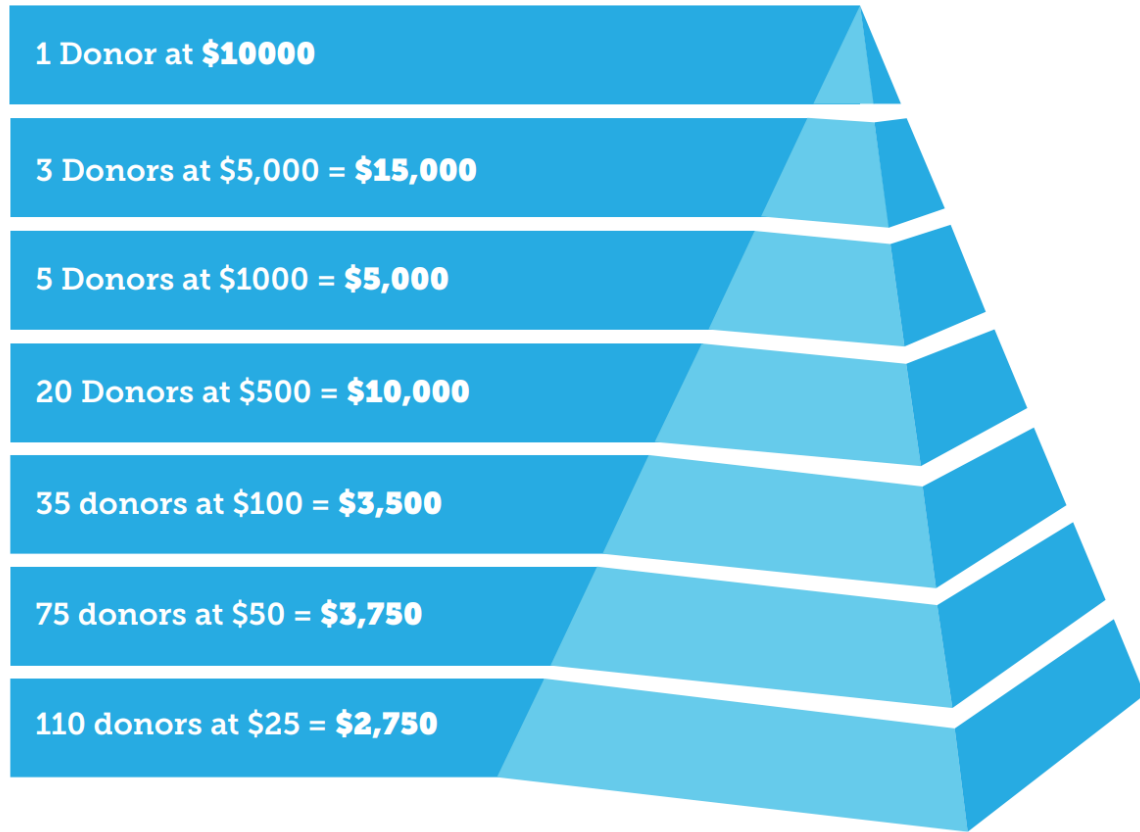 1 Donor at $10000
3 Donors at $5,000 = $15,000
5 Donors at $1000 = $5,000
20 Donors at $500 = $10,000
35 donors at $100 = $3,500
75 donors at $50 = $3,750
110 donors at $25 = $2,750